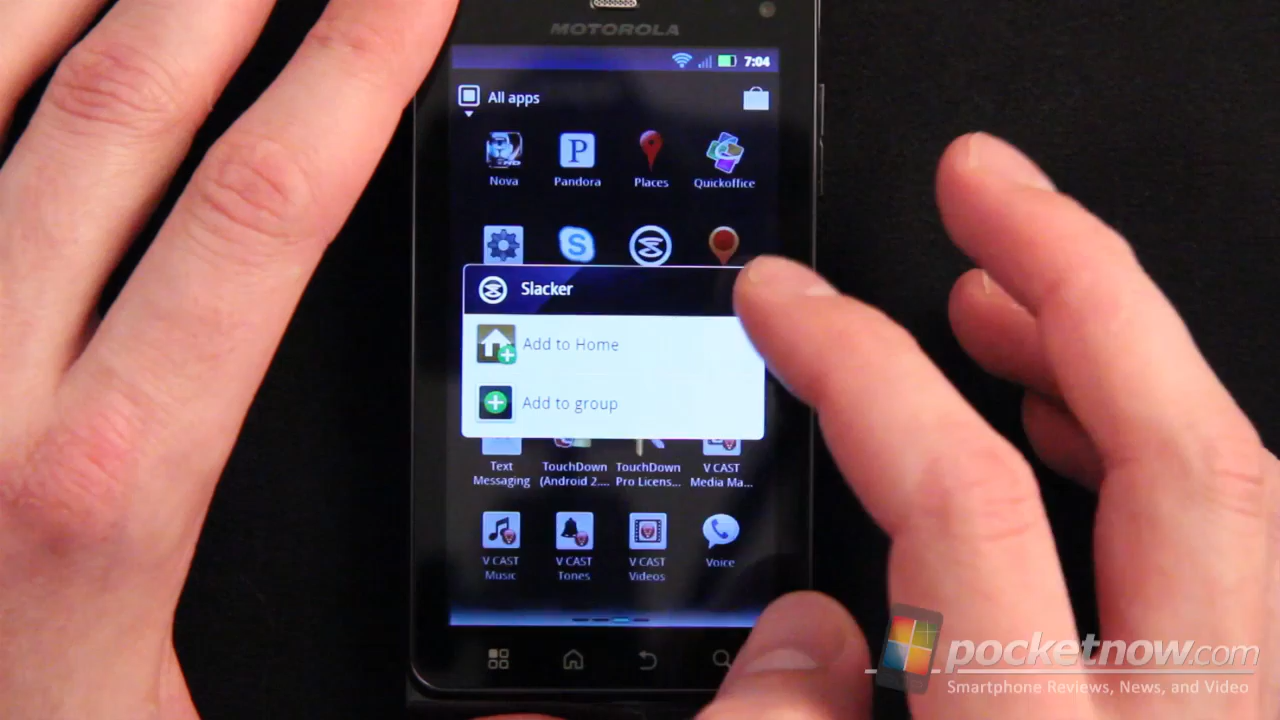 MOTOROLA
7:04
All apps
Nova
Pandora
Places
Quickoffice
Slacker
Add to Home
Add to group
Text Messaging
TouchDown (Android 2....
TouchDown Pro Licens...
V CAST Media Ma...
V CAST Music
V CAST Tones
V CAST Videos
Voice
pocketnow.com
Smartphone Reviews, News, and Video